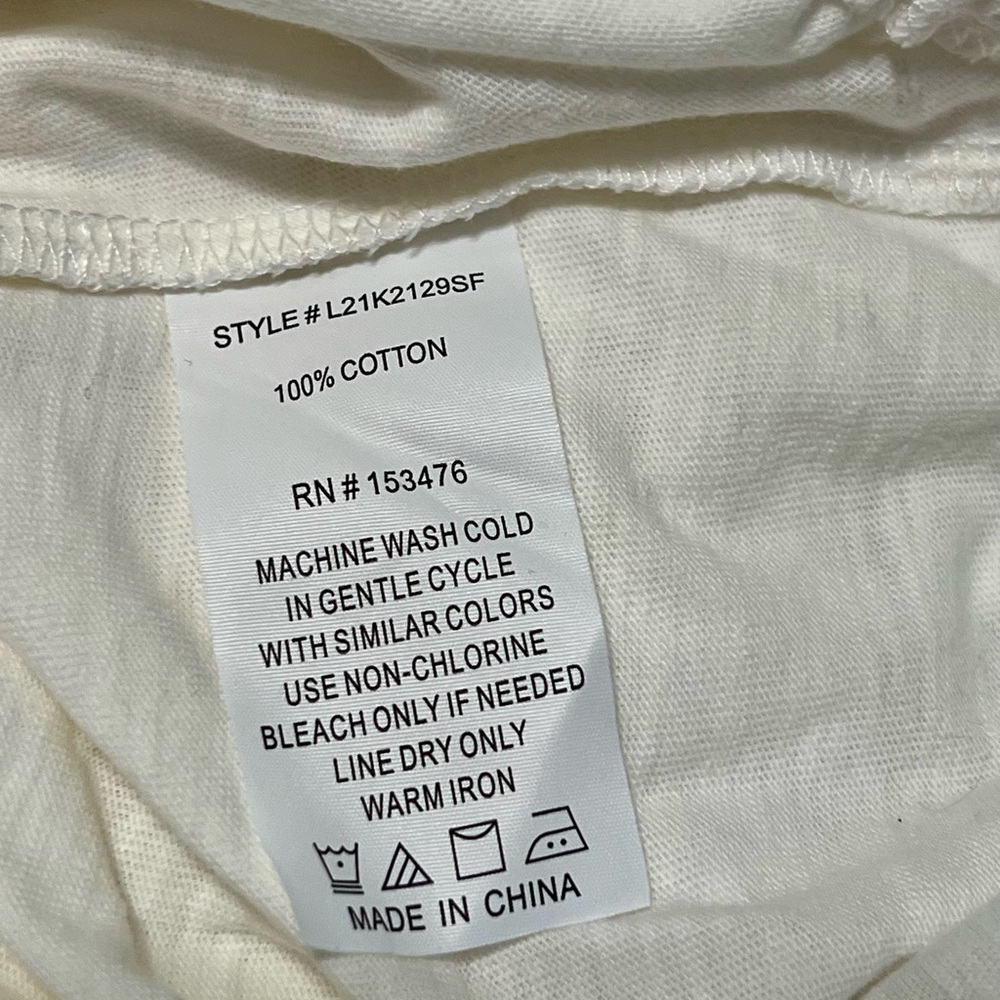 STYLE # L21K2129SF
100% COTTON
RN # 153476
MACHINE WASH COLD
IN GENTLE CYCLE
WITH SIMILAR COLORS
USE NON-CHLORINE
BLEACH ONLY IF NEEDED
LINE DRY ONLY
WARM IRON
MADE IN CHINA